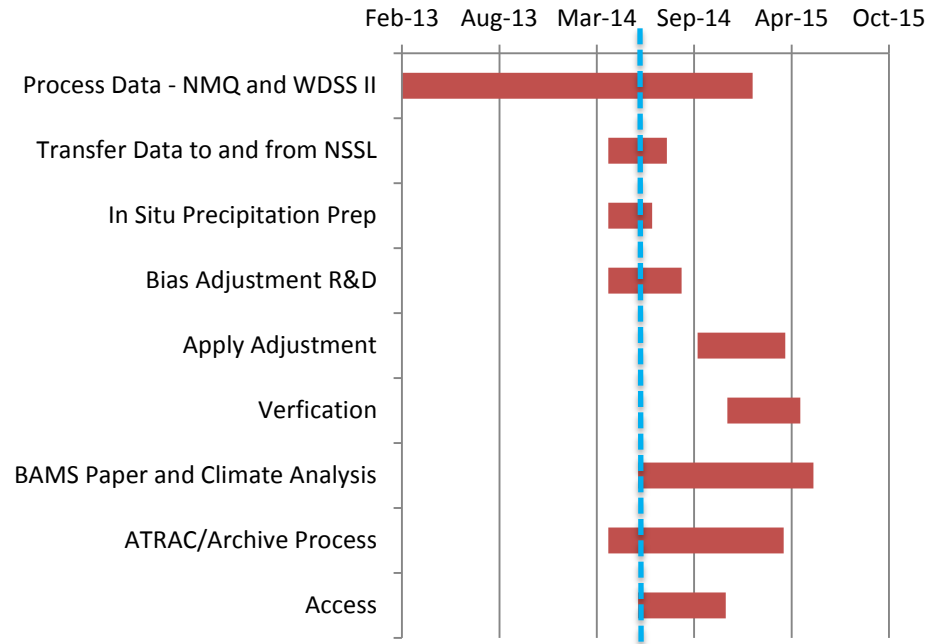 Feb-13 Aug-13 Mar-14 Sep-14 Apr-15 Oct-15
Process Data - NMQ and WDSS II
Transfer Data to and from NSSL
In Situ Precipitation Prep
Bias Adjustment R&D
Apply Adjustment
Verfication
BAMS Paper and Climate Analysis
ATRAC/Archive Process
Access